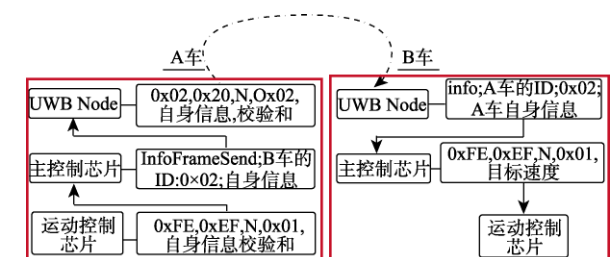 A车
B车
UWB Node
0x02,0x20,N,Ox02,
自身信息,校验和
主控制芯片
InfoFrameSend;B车的
ID:0×02;自身信息
运动控制
芯片
0xFE,0xEF,N,0x01,
自身信息校验和
UWB Node
info;A车的ID;0x02;
A车自身信息
主控制芯片
0xFE,0xEF,N,0x01,
目标速度
运动控制
芯片